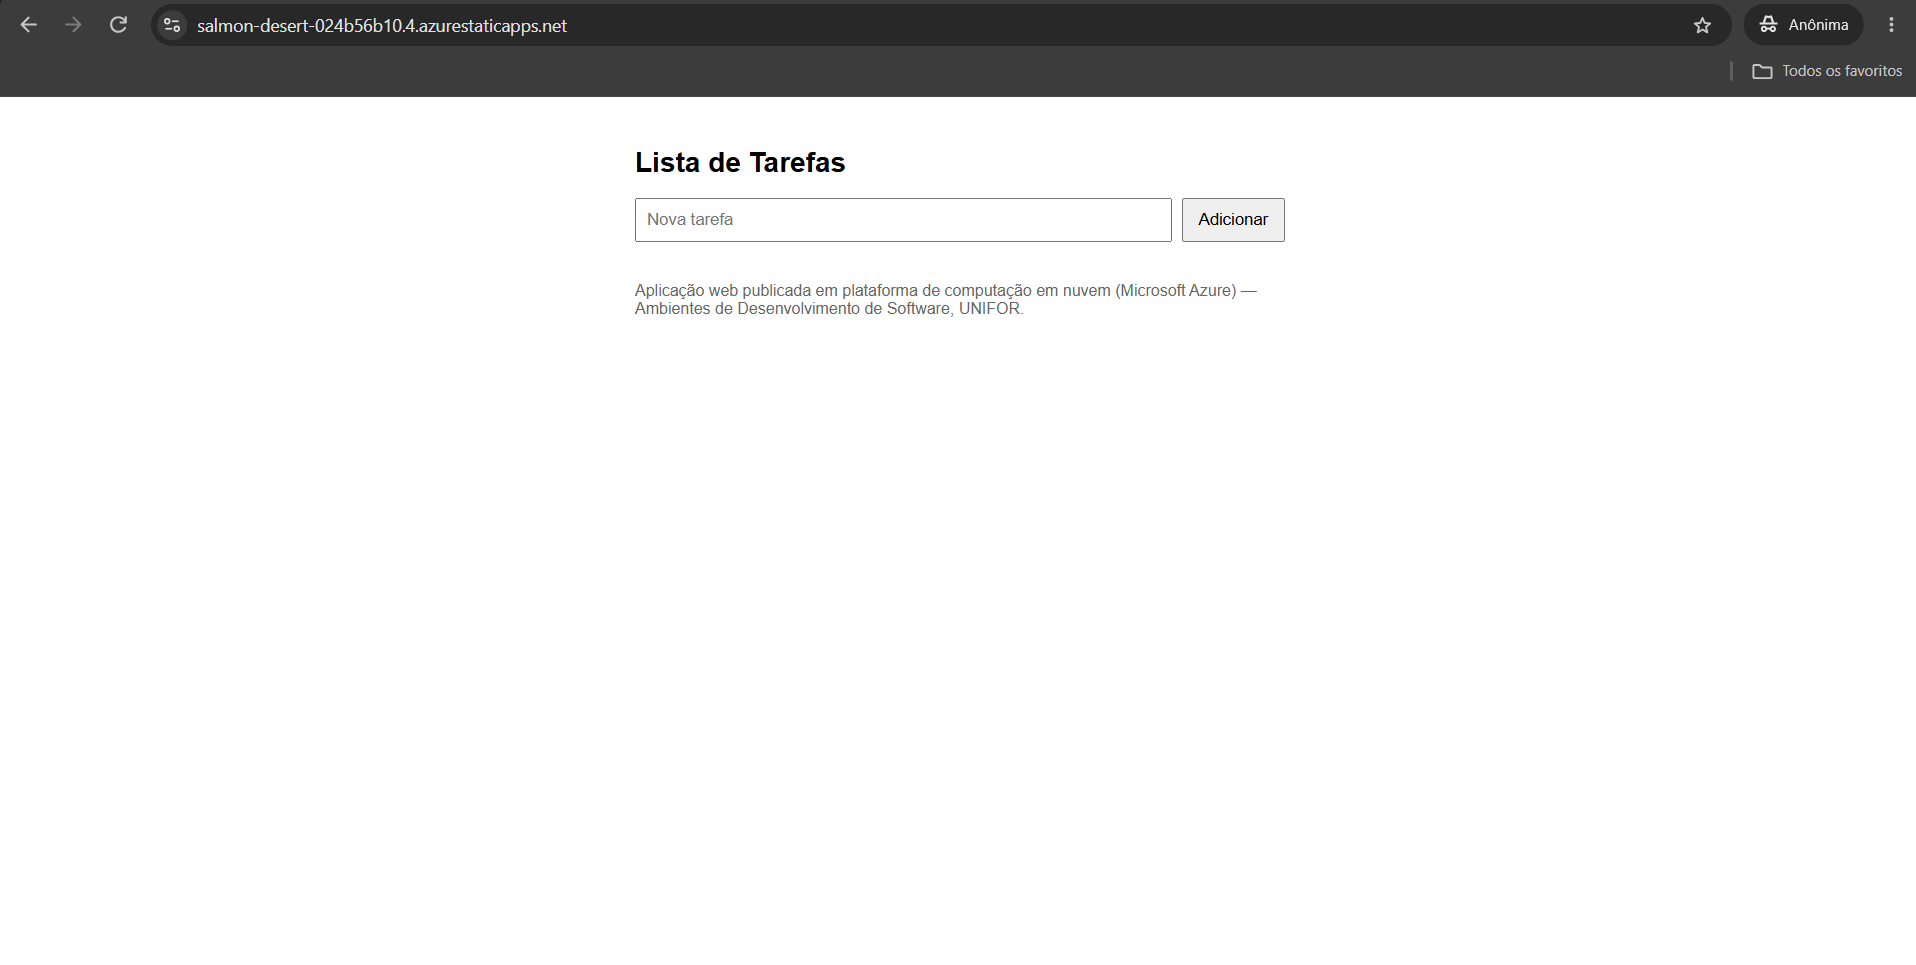 salmon-desert-024b56b10.4.azurestaticapps.net
Anônima
Todos os favoritos
Lista de Tarefas
Nova tarefa
Adicionar
Aplicação web publicada em plataforma de computação em nuvem (Microsoft Azure) —
Ambientes de Desenvolvimento de Software, UNIFOR.